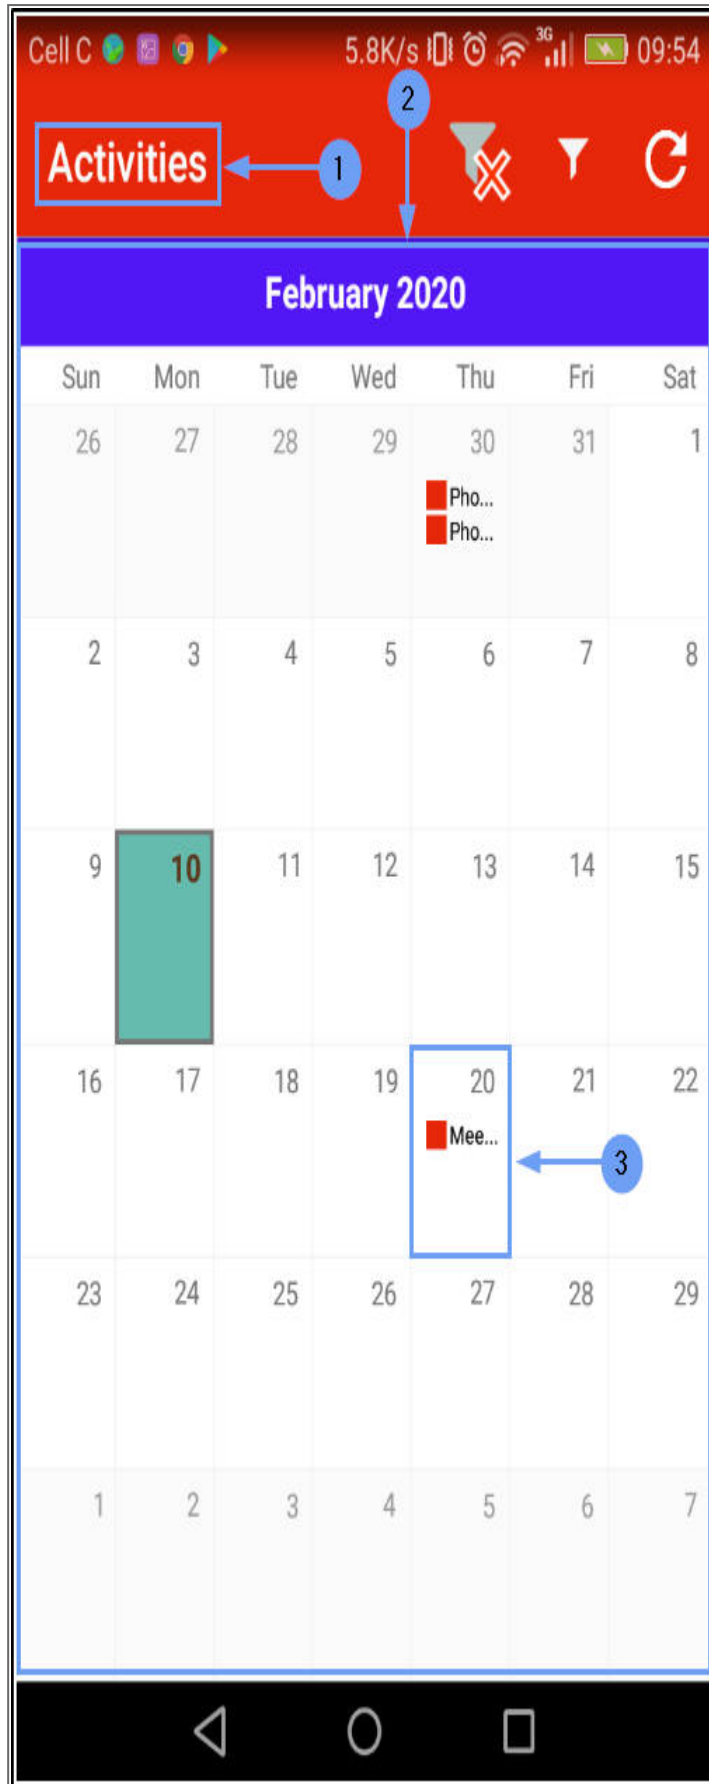 Cell C 5.8K/s 3G 09:54
2
Activities 1
February 2020
Sun Mon Tue Wed Thu Fri Sat
26 27 28 29 30 31 1
Pho...
Pho...
2 3 4 5 6 7 8
9 10 11 12 13 14 15
16 17 18 19 20 21 22
Mee...
3
23 24 25 26 27 28 29
1 2 3 4 5 6 7